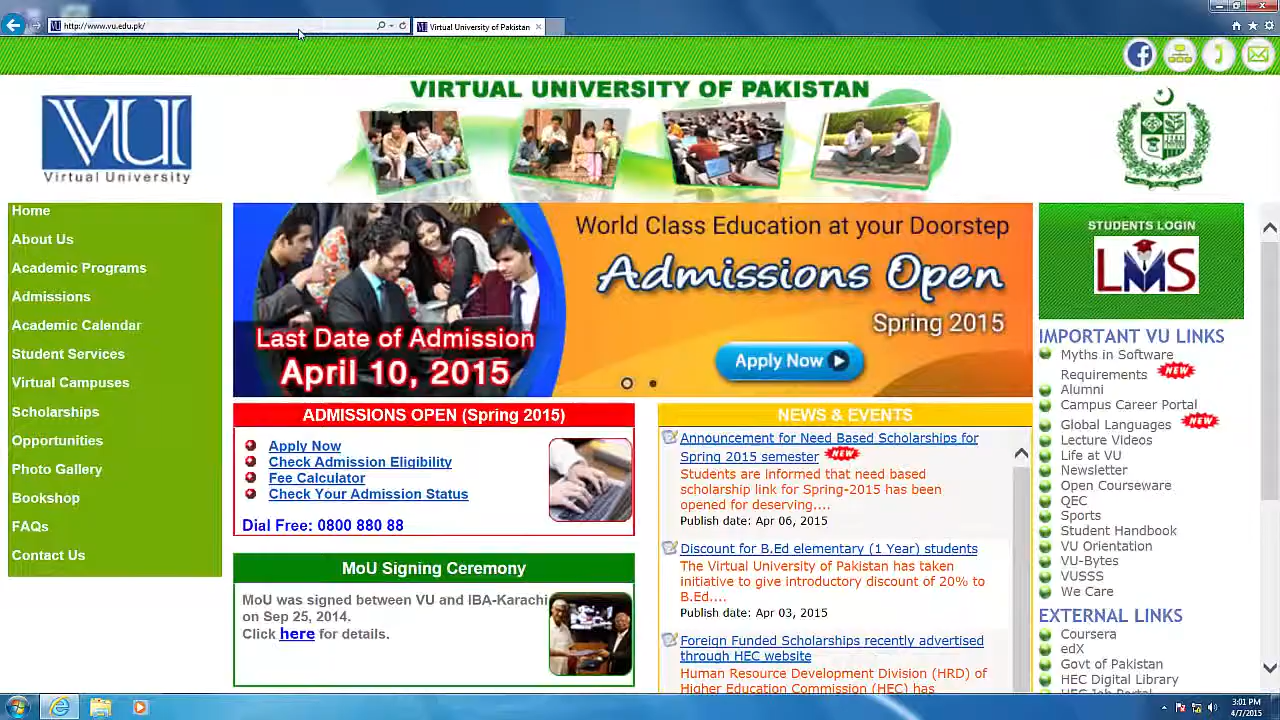 http://www.vu.edu.pk/
Virtual University of Pakistan
VIRTUAL UNIVERSITY OF PAKISTAN
VU
Virtual University
Home
About Us
Academic Programs
Admissions
Academic Calendar
Student Services
Virtual Campuses
Scholarships
Opportunities
Photo Gallery
Bookshop
FAQs
Contact Us
World Class Education at your Doorstep
Admissions Open
Spring 2015
Apply Now
Last Date of Admission
April 10, 2015
ADMISSIONS OPEN (Spring 2015)
Apply Now
Check Admission Eligibility
Fee Calculator
Check Your Admission Status
Dial Free: 0800 880 88
MoU Signing Ceremony
MoU was signed between VU and IBA-Karachi
on Sep 25, 2014.
Click here for details.
NEWS & EVENTS
Announcement for Need Based Scholarships for
Spring 2015 semester NEW
Students are informed that need based
scholarship link for Spring-2015 has been
opened for deserving....
Publish date: Apr 06, 2015
Discount for B.Ed elementary (1 Year) students
The Virtual University of Pakistan has taken
initiative to give introductory discount of 20% to
B.Ed....
Publish date: Apr 03, 2015
Foreign Funded Scholarships recently advertised
through HEC website
Human Resource Development Division (HRD) of
Higher Education Commission (HEC) has
STUDENTS LOGIN
LMS
IMPORTANT VU LINKS
Myths in Software
Requirements NEW
Alumni
Campus Career Portal
Global Languages NEW
Lecture Videos
Life at VU
Newsletter
Open Courseware
QEC
Sports
Student Handbook
VU Orientation
VU-Bytes
VUSSS
We Care
EXTERNAL LINKS
Coursera
edX
Govt of Pakistan
HEC Digital Library
HEC Job Portal
3:01 PM
4/7/2015